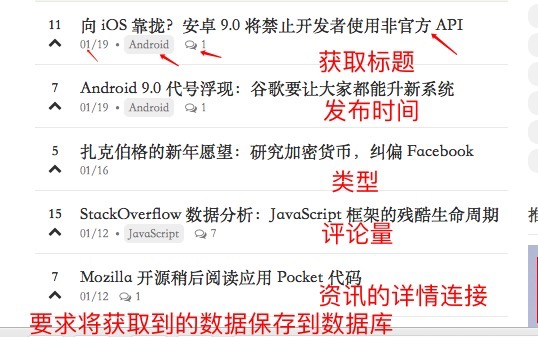 11 向 iOS 靠拢？安卓 9.0 将禁止开发者使用非官方 API
01/19 • Android 1
获取标题
7 Android 9.0 代号浮现：谷歌要让大家都能升新系统
01/19 • Android 1
发布时间
5 扎克伯格的新年愿望：研究加密货币，纠偏 Facebook
01/16
类型
15 StackOverflow 数据分析：JavaScript 框架的残酷生命周期
01/12 • JavaScript 7
评论量
推
7 Mozilla 开源稍后阅读应用 Pocket 代码
01/12 1
资讯的详情连接
要求将获取到的数据保存到数据库